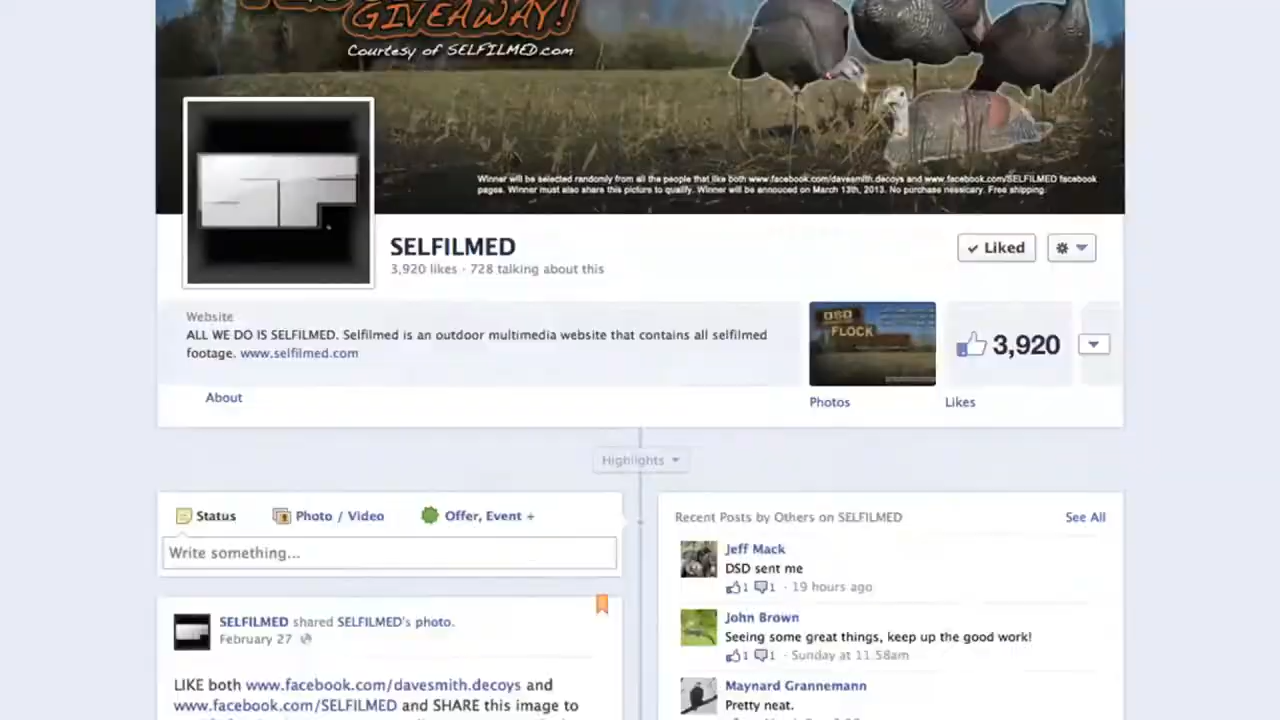 GIVEAWAY!
Courtesy of SELFILMED.com
Winner will be selected randomly from all the people that like both www.facebook.com/davesmith.decoys and www.facebook.com/SELFILMED facebook
pages. Winner must also share this picture to qualify. Winner will be annouced on March 13th, 2013. No purchase nessicary. Free shipping.
SELFILMED
3,920 likes · 728 talking about this
Liked
Website
ALL WE DO IS SELFILMED. Selfilmed is an outdoor multimedia website that contains all selfilmed
footage. www.selfilmed.com
About
DSD
FLOCK
3,920
Photos
Likes
Highlights
Status
Photo / Video
Offer, Event +
Write something...
SELFILMED shared SELFILMED's photo.
February 27
LIKE both www.facebook.com/davesmith.decoys and
www.facebook.com/SELFILMED and SHARE this image to
Recent Posts by Others on SELFILMED
See All
Jeff Mack
DSD sent me
1 1 · 19 hours ago
John Brown
Seeing some great things, keep up the good work!
1 1 · Sunday at 11:58am
Maynard Grannemann
Pretty neat.